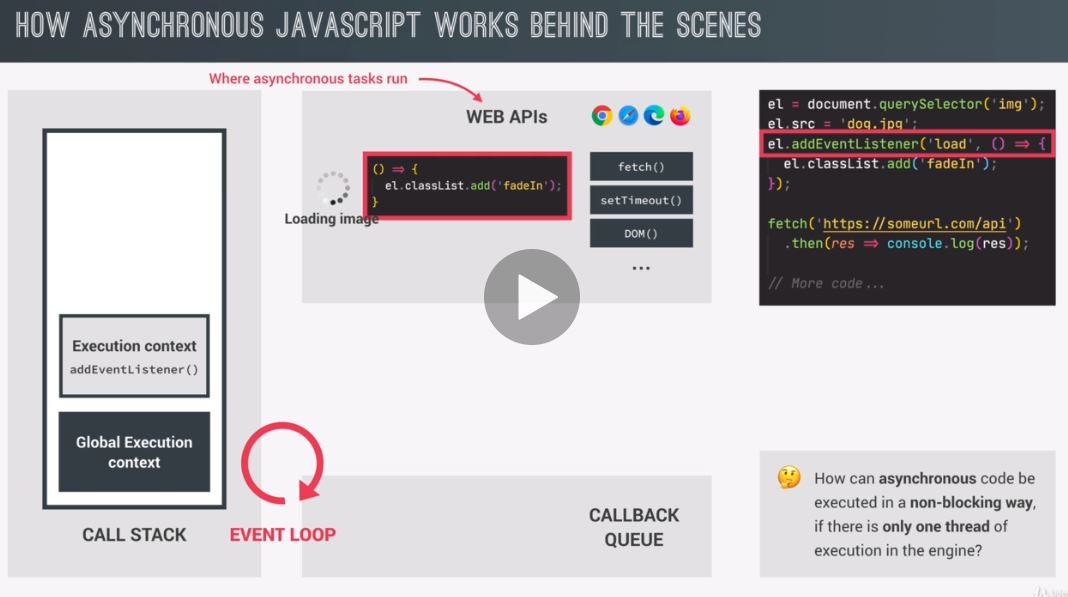 HOW ASYNCHRONOUS JAVASCRIPT WORKS BEHIND THE SCENES
Where asynchronous tasks run
WEB APIs
() => {
el.classList.add('fadeIn');
}
Loading image
fetch()
setTimeout()
DOM()
...
el = document.querySelector('img');
el.src = 'dog.jpg';
el.addEventListener('load', () => {
el.classList.add('fadeIn');
});
fetch('https://someurl.com/api')
.then(res => console.log(res));
// More code...
Execution context
addEventListener()
Global Execution
context
CALL STACK
EVENT LOOP
CALLBACK
QUEUE
How can asynchronous code be
executed in a non-blocking way,
if there is only one thread of
execution in the engine?